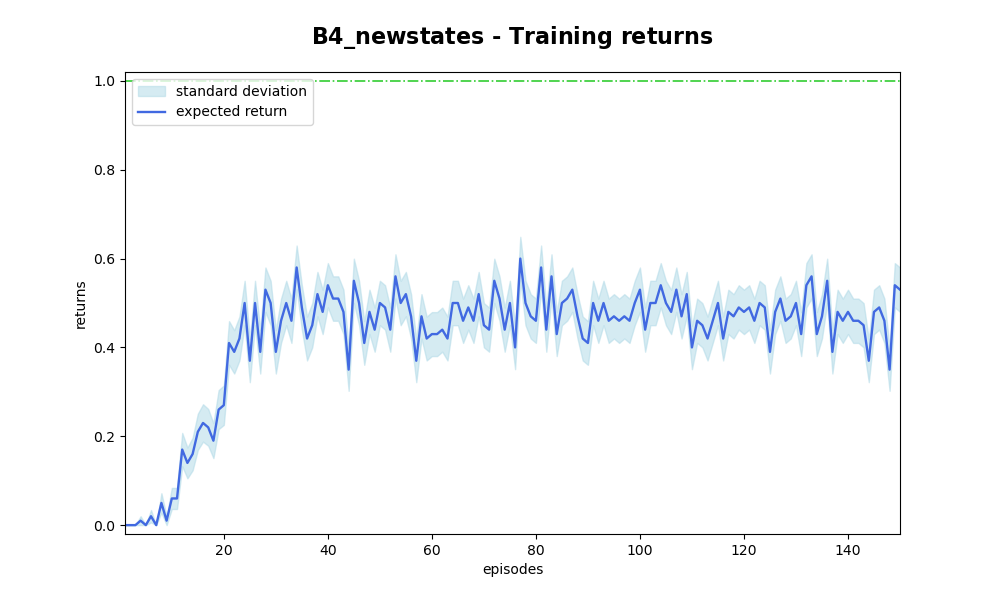 B4_newstates - Training returns
1.0
standard deviation
expected return
0.8
0.6
returns
0.4
0.2
0.0
20 40 60 80 100 120 140
episodes